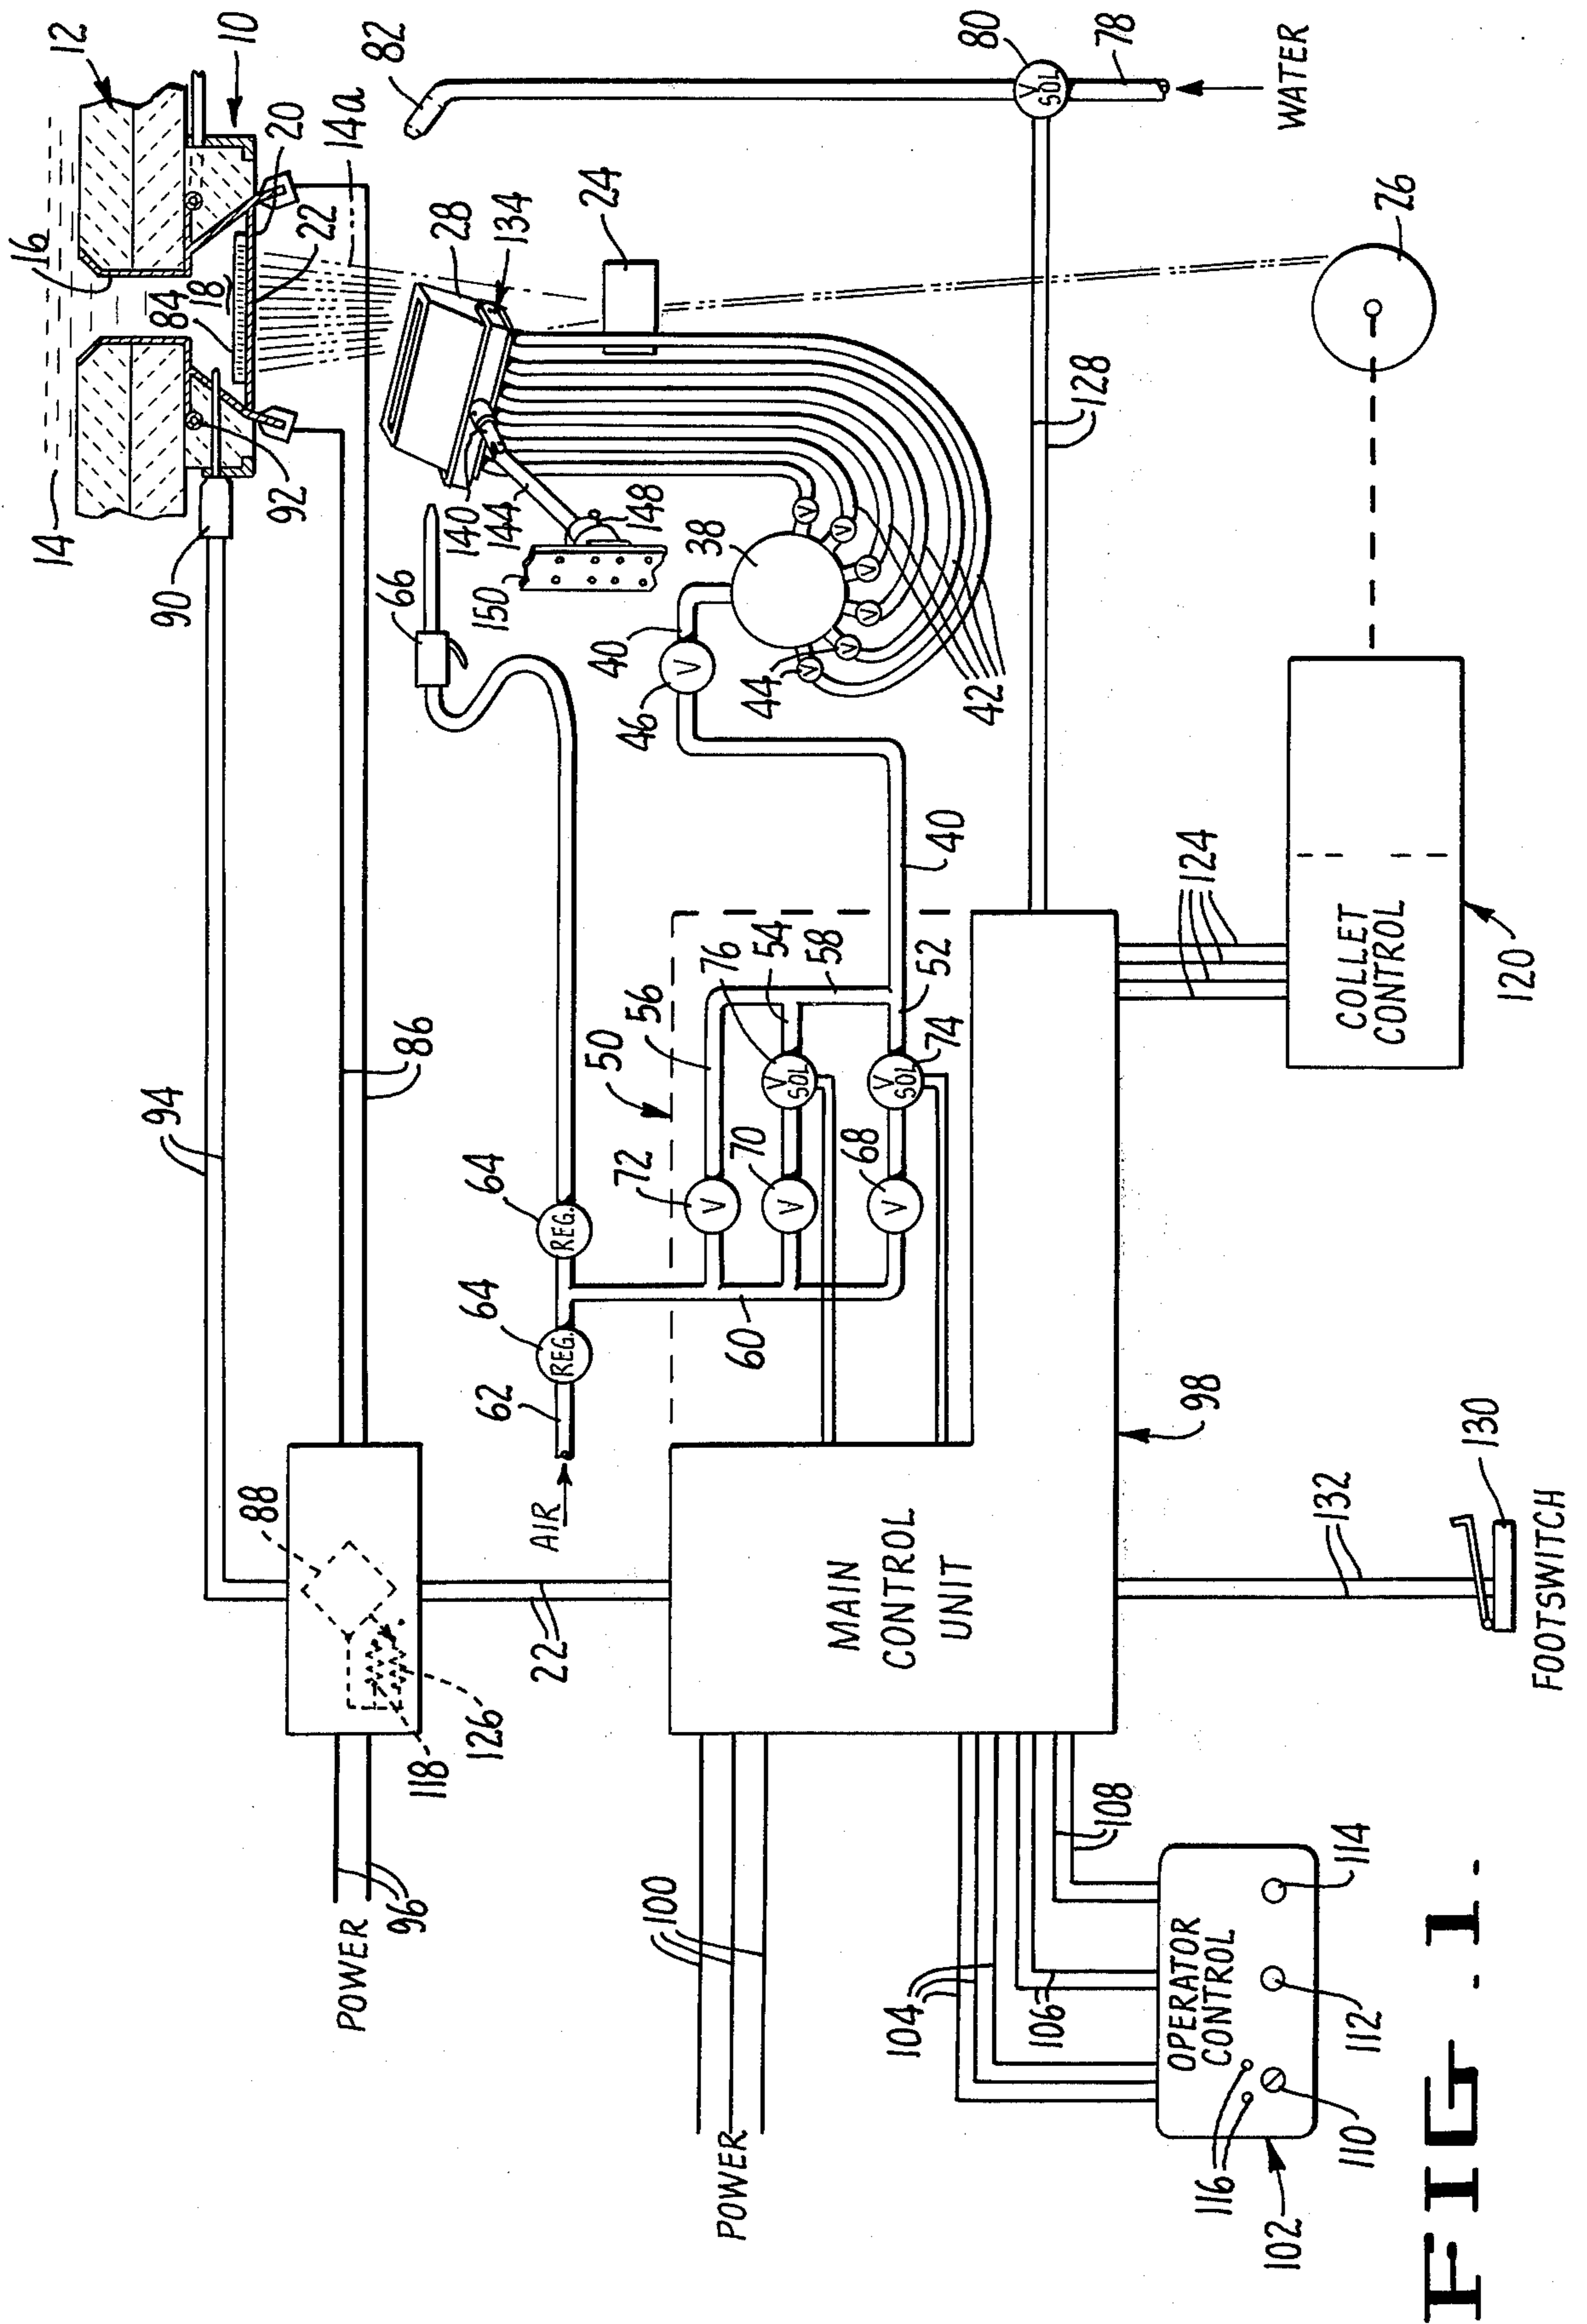 14
16
12
84
18
10
20
22
14a
82
90
92
28
134
24
80
V
SOL
78
WATER
66
140
144
148
150
38
40
46
V
44
V
V
V
V
V
V
42
26
128
94
86
64
REG.
64
REG.
62
AIR
50
56
76
54
58
52
74
40
72
V
70
V
68
V
V
SOL
V
SOL
60
88
118
126
22
POWER
96
MAIN
CONTROL
UNIT
98
COLLET
CONTROL
124
120
POWER
100
104
106
108
OPERATOR
CONTROL
116
110
112
114
102
132
130
FOOTSWITCH
FIG. 1.